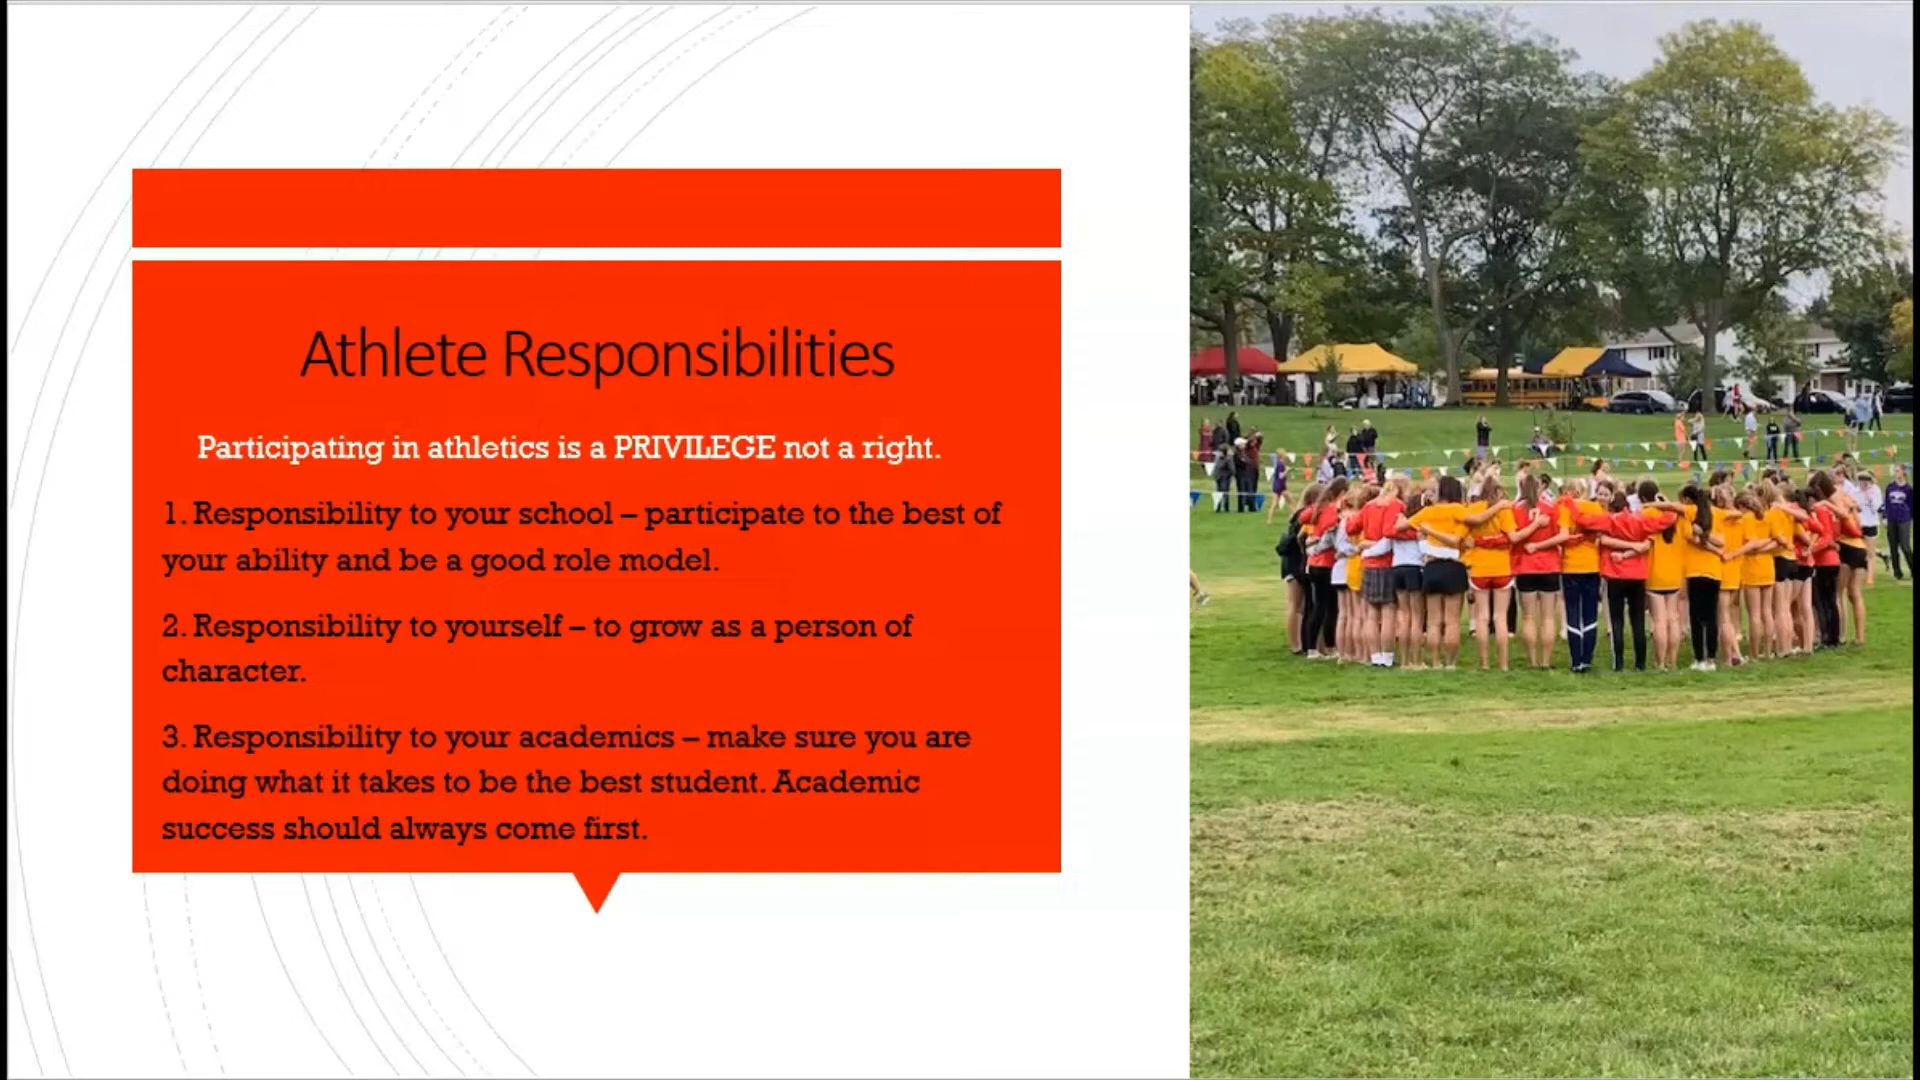 Athlete Responsibilities
Participating in athletics is a PRIVILEGE not a right.
1. Responsibility to your school – participate to the best of
your ability and be a good role model.
2. Responsibility to yourself – to grow as a person of
character.
3. Responsibility to your academics – make sure you are
doing what it takes to be the best student. Academic
success should always come first.